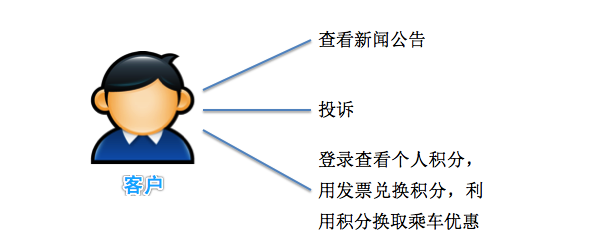 查看新闻公告
投诉
登录查看个人积分，
用发票兑换积分，利
用积分换取乘车优惠
客户